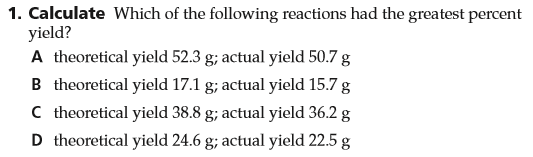 1. Calculate Which of the following reactions had the greatest percent
yield?
A theoretical yield 52.3 g; actual yield 50.7 g
B theoretical yield 17.1 g; actual yield 15.7 g
C theoretical yield 38.8 g; actual yield 36.2 g
D theoretical yield 24.6 g; actual yield 22.5 g